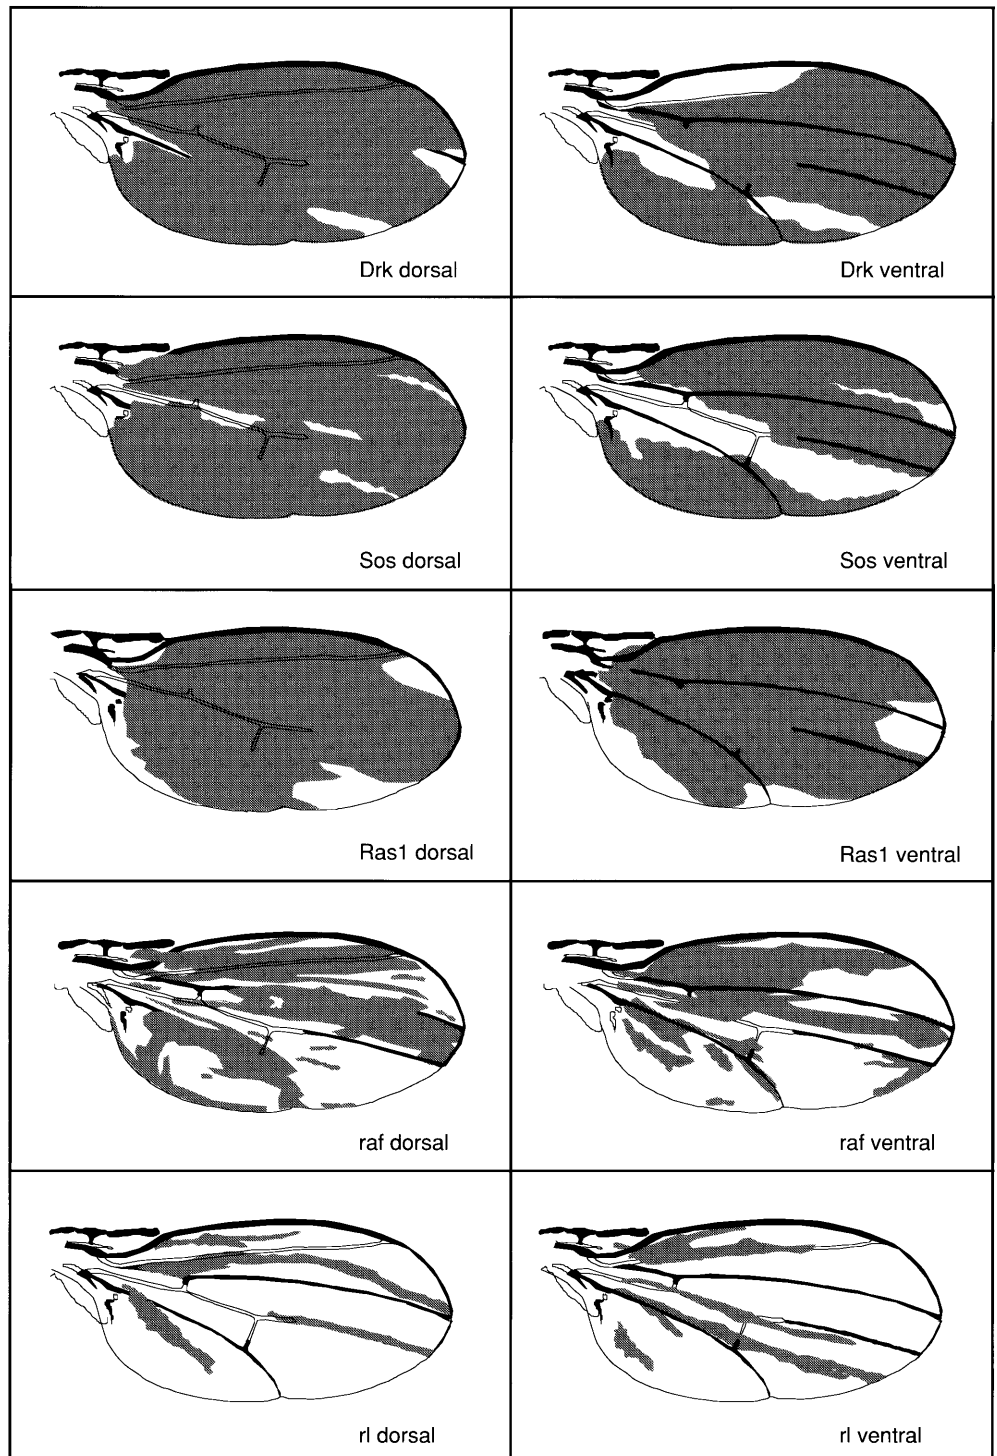 Drk dorsal
Drk ventral
Sos dorsal
Sos ventral
Ras1 dorsal
Ras1 ventral
raf dorsal
raf ventral
rl dorsal
rl ventral